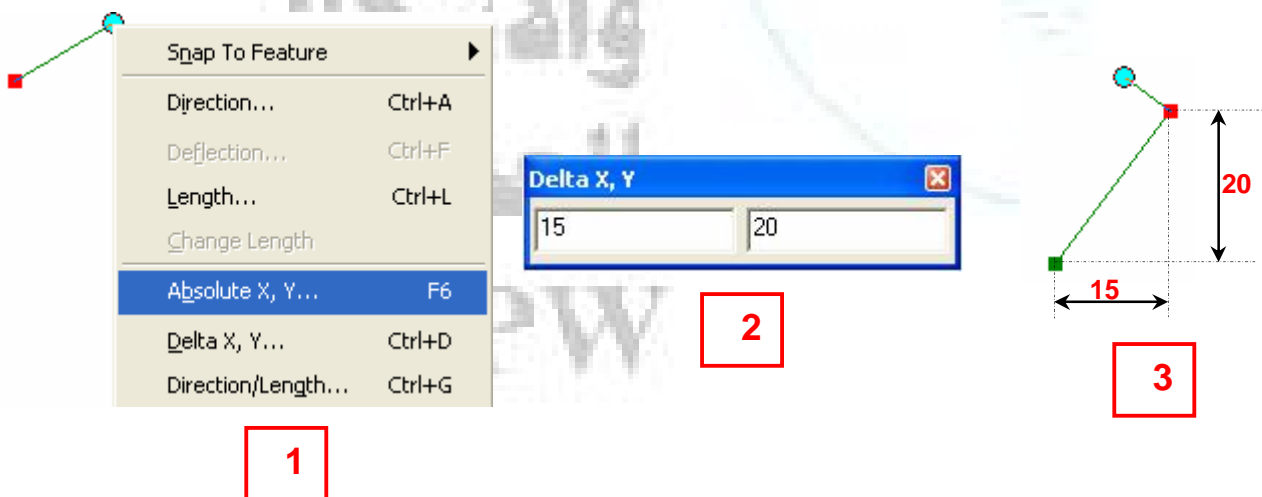 Snap To Feature
Direction... Ctrl+A
Deflection... Ctrl+F
Length... Ctrl+L
Change Length
Absolute X, Y... F6
Delta X, Y... Ctrl+D
Direction/Length... Ctrl+G
1
Delta X, Y
15 20
2
20
15
3